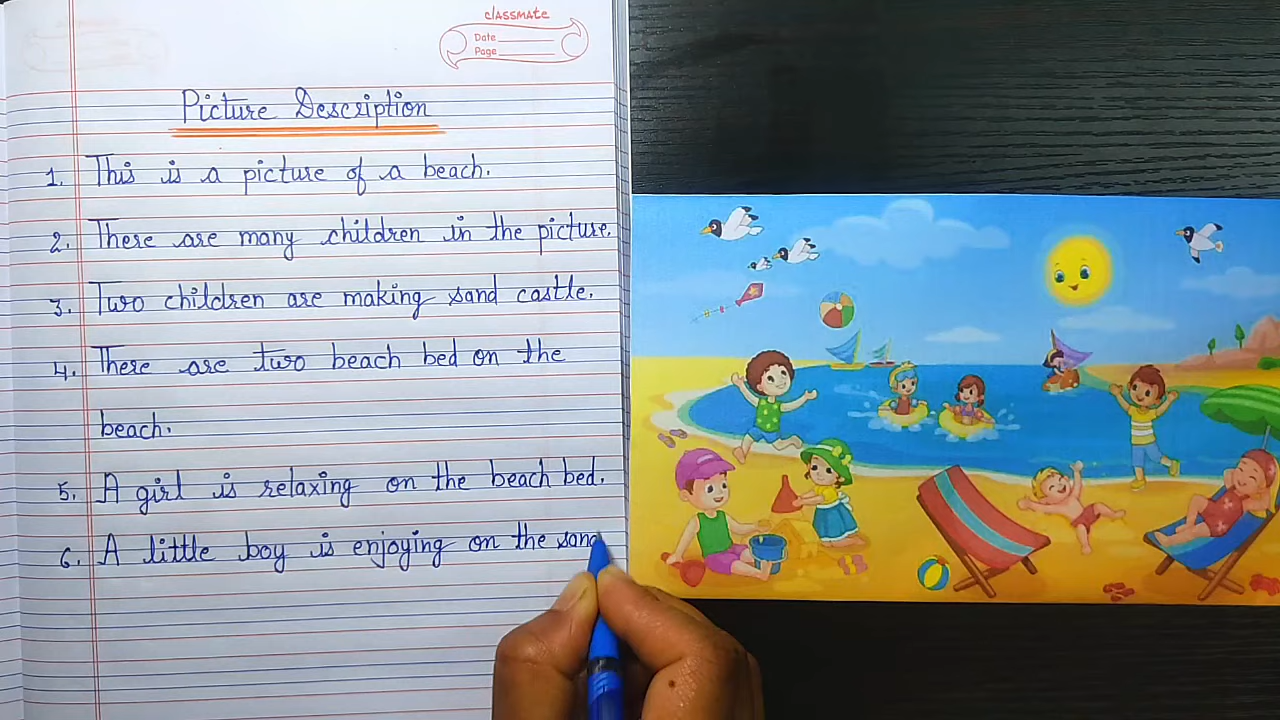 classmate
Date
Page
Picture Description
1. This is a picture of a beach.
2. There are many children in the picture.
3. Two children are making sand castle.
4. There are two beach bed on the
beach.
5. A girl is relaxing on the beach bed.
6. A little boy is enjoying on the sand